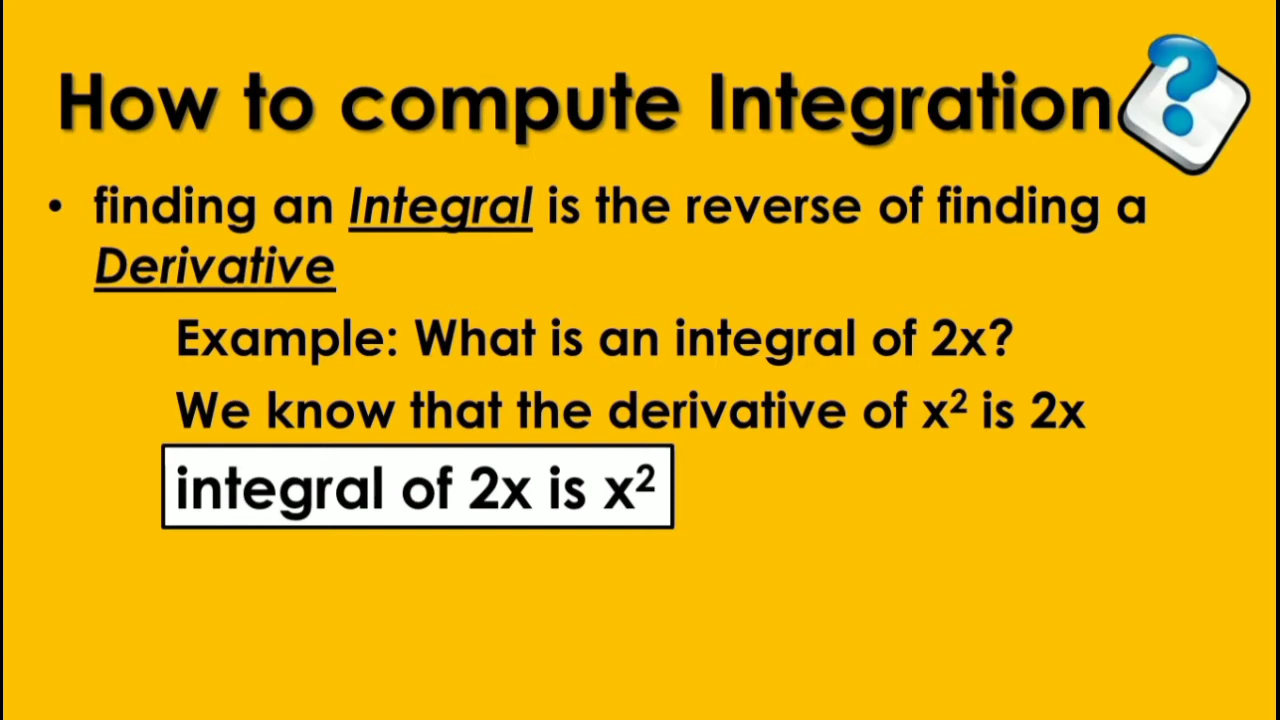 How to compute Integration?
• finding an Integral is the reverse of finding a
Derivative
Example: What is an integral of 2x?
We know that the derivative of x² is 2x
integral of 2x is x²